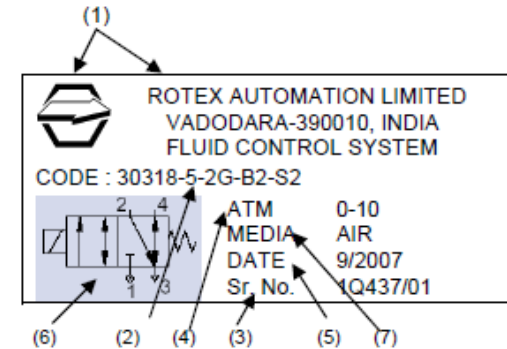 (1)
ROTEX AUTOMATION LIMITED
VADODARA-390010, INDIA
FLUID CONTROL SYSTEM
CODE : 30318-5-2G-B2-S2
2 4
1 3
ATM 0-10
MEDIA AIR
DATE 9/2007
Sr. No. 1Q437/01
(6) (2) (4) (3) (5) (7)